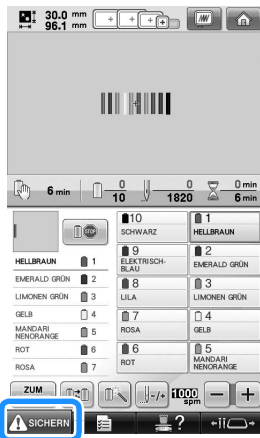 30.0 mm
96.1 mm
6 min
0
10
0
1820
0 min
6 min
HELLBRAUN 1
EMERALD GRÜN 2
LIMONEN GRÜN 3
GELB 4
MANDARI
NENORANGE 5
ROT 6
ROSA 7
10
SCHWARZ
1
HELLBRAUN
9
ELEKTRISCH-
BLAU
2
EMERALD GRÜN
8
LILA
3
LIMONEN GRÜN
7
ROSA
4
GELB
6
ROT
5
MANDARI
NENORANGE
STOP
ZUM
-/+
1000
spm
- +
SICHERN
?